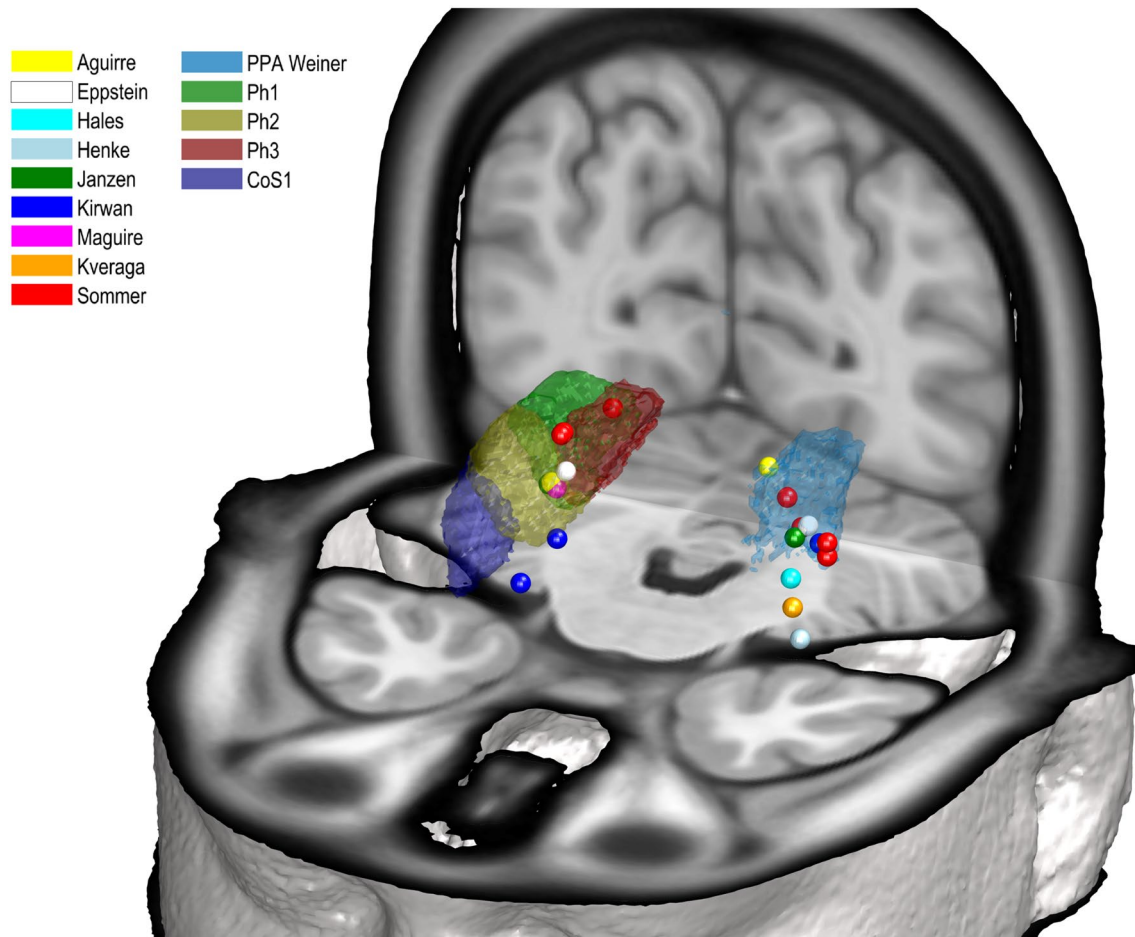 Aguirre
Eppstein
Hales
Henke
Janzen
Kirwan
Maguire
Kveraga
Sommer
PPA Weiner
Ph1
Ph2
Ph3
CoS1